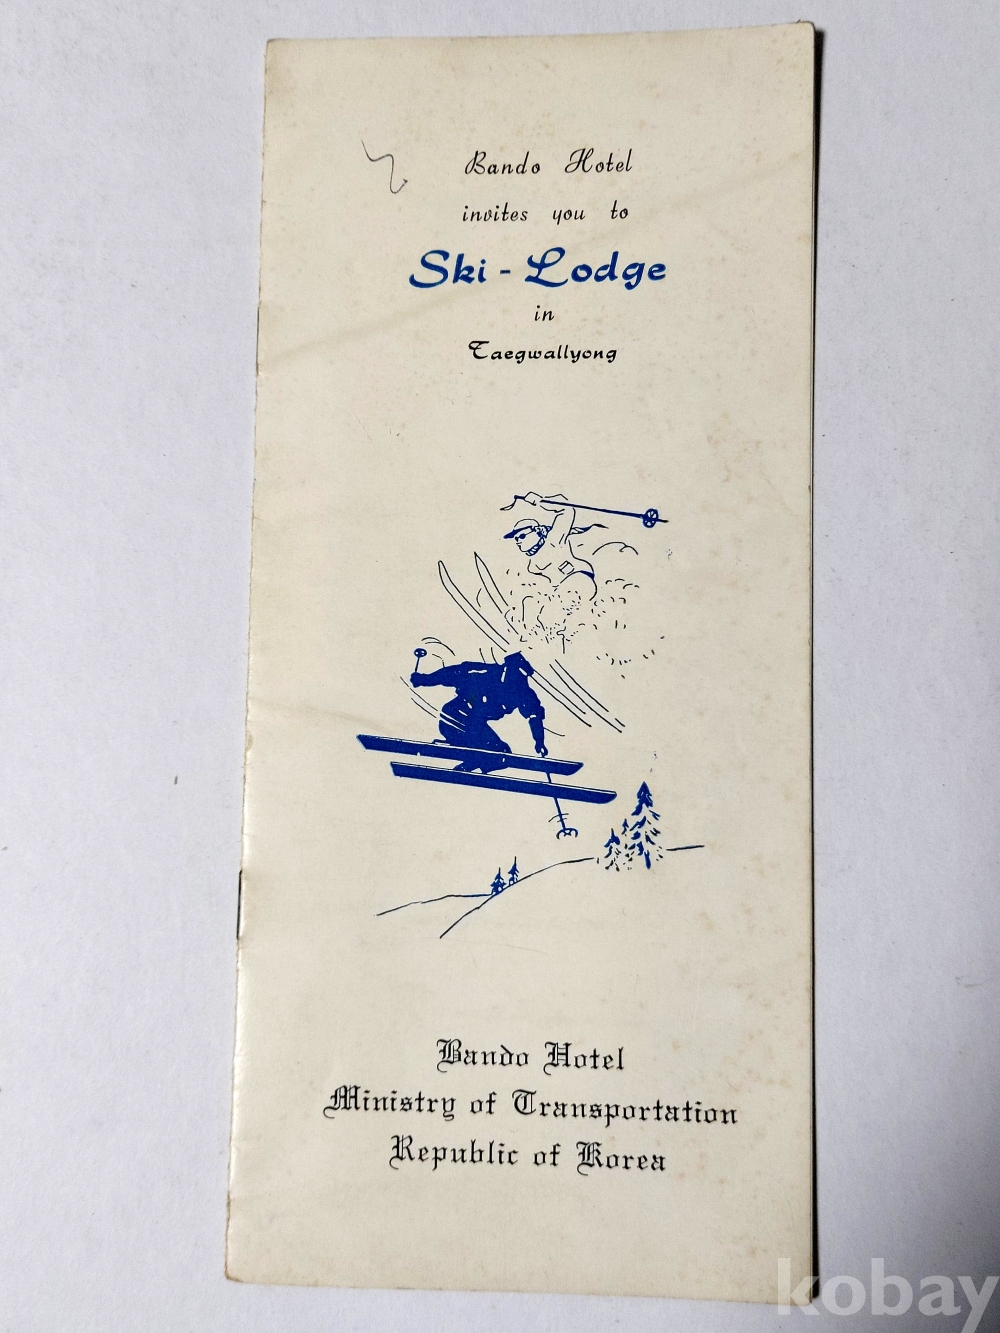 Bando Hotel
invites you to
Ski - Lodge
in
Taegwallyong
Bando Hotel
Ministry of Transportation
Republic of Korea
kobay